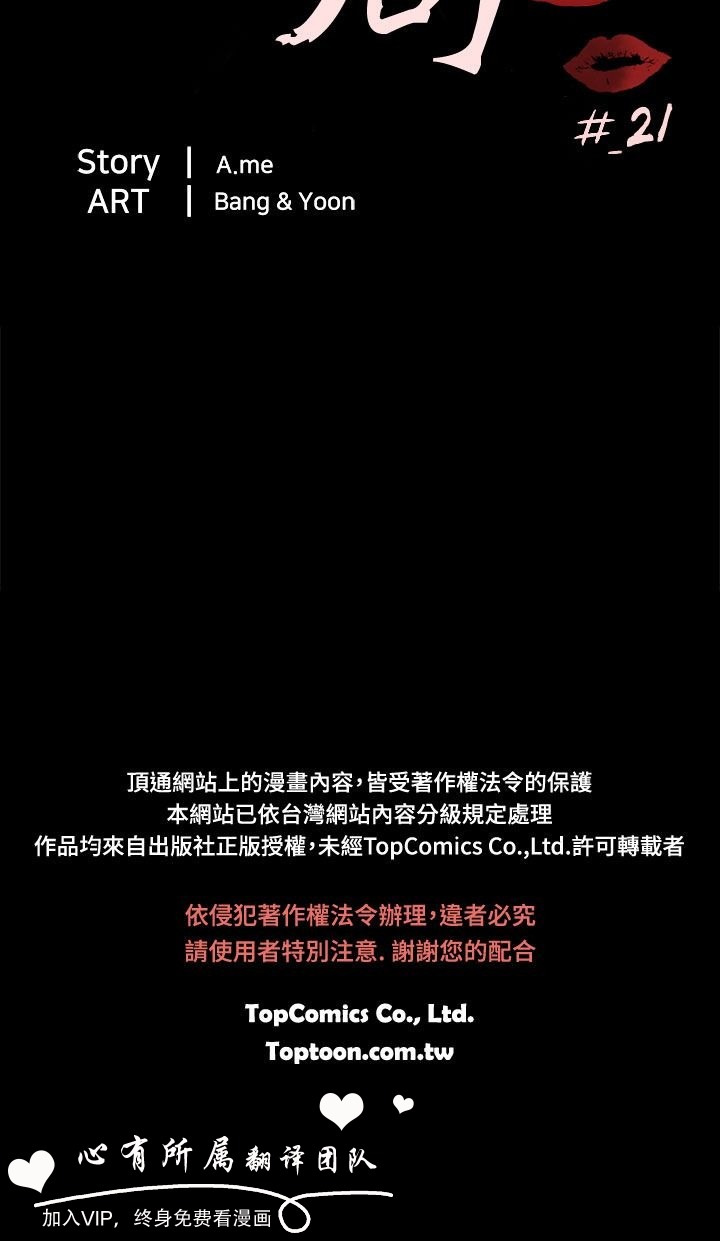 #_21
Story | A.me
ART | Bang & Yoon
頂通網站上的漫畫內容，皆受著作權法令的保護
本網站已依台灣網站內容分級規定處理
作品均來自出版社正版授權，未經TopComics Co.,Ltd.許可轉載者
依侵犯著作權法令辦理，違者必究
請使用者特別注意. 謝謝您的配合
TopComics Co., Ltd.
Toptoon.com.tw
心有所属翻译团队
加入VIP，终身免费看漫画